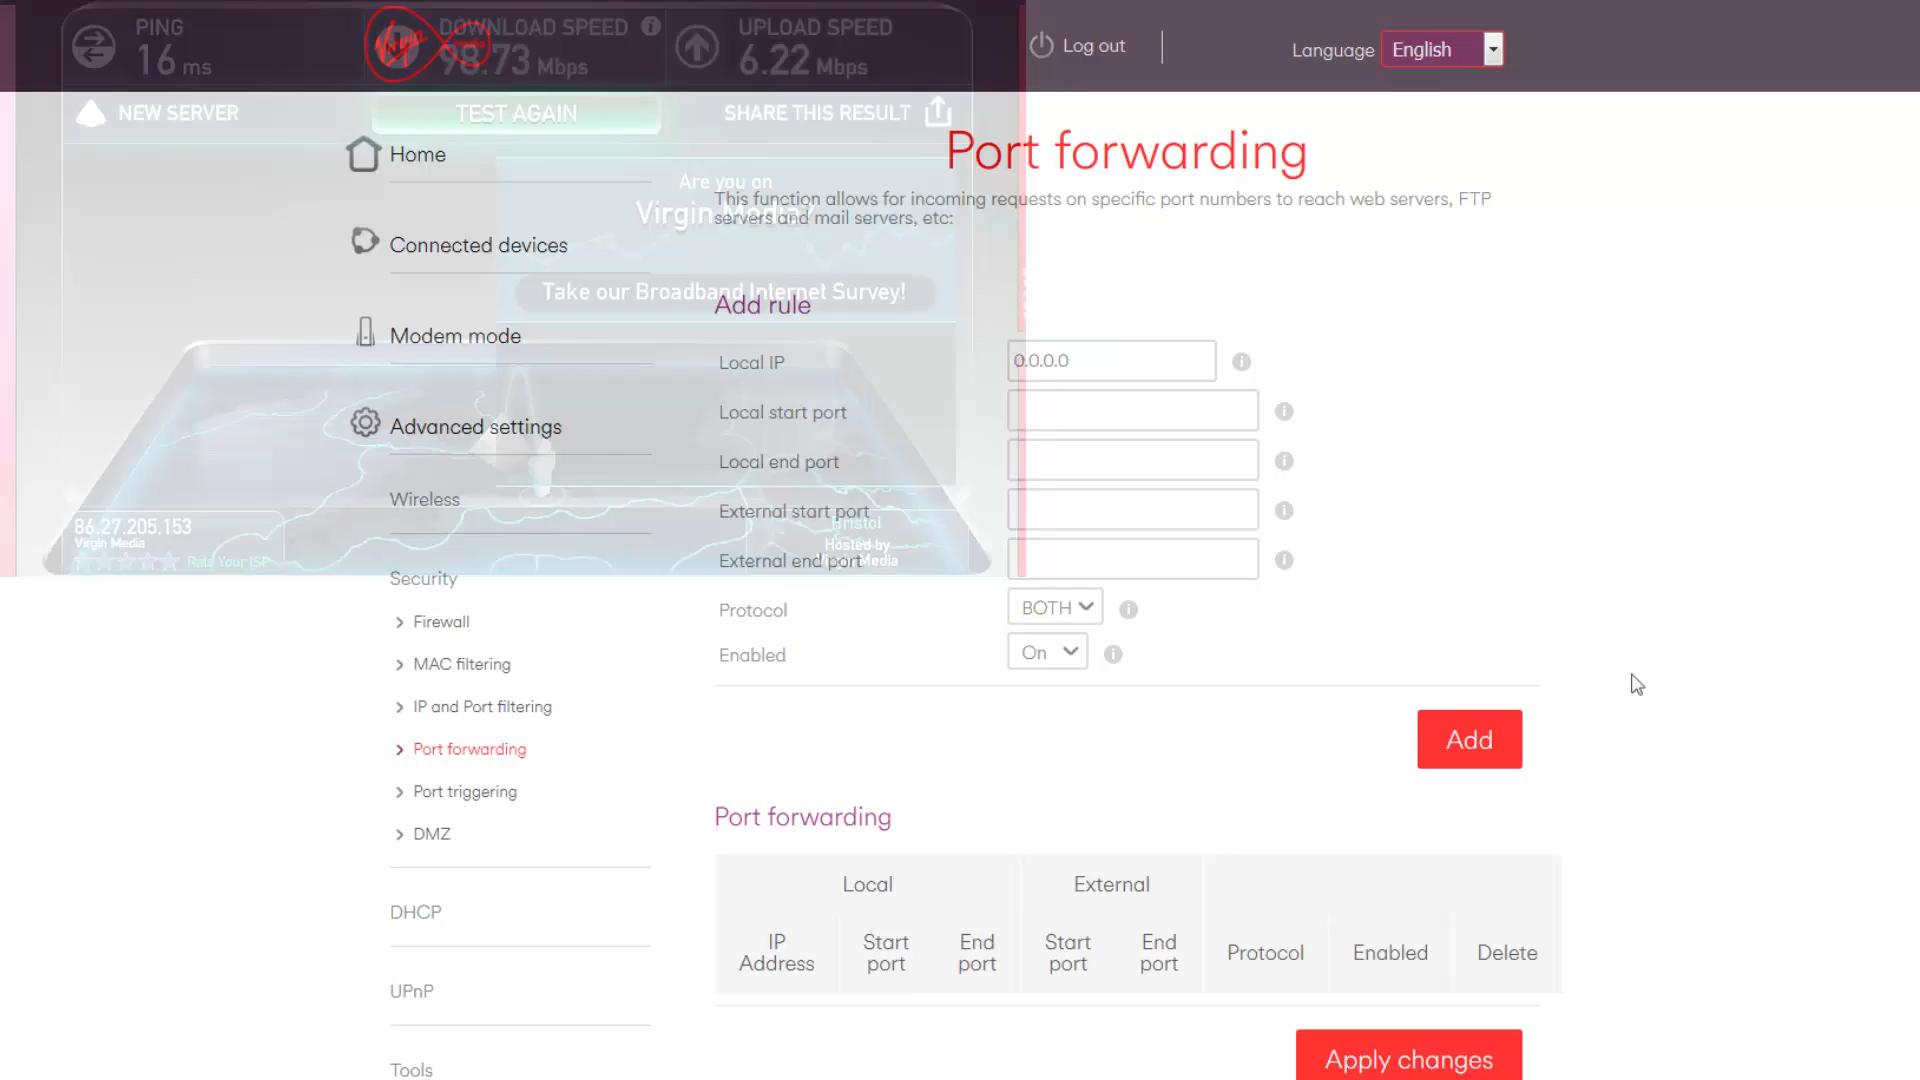 PING
16 ms
Virgin
media
DOWNLOAD SPEED
98.73 Mbps
UPLOAD SPEED
6.22 Mbps
Log out
Language
English
NEW SERVER
TEST AGAIN
SHARE THIS RESULT
Home
Connected devices
Modem mode
Advanced settings
Wireless
Security
Firewall
MAC filtering
IP and Port filtering
Port forwarding
Port triggering
DMZ
DHCP
UPnP
Tools
Are you on
Virgin Media?
Take our Broadband Internet Survey!
86.27.205.153
Virgin Media
Rate Your ISP
Bristol
Hosted by
Virgin Media
Port forwarding
This function allows for incoming requests on specific port numbers to reach web servers, FTP
servers and mail servers, etc:
Add rule
Local IP
0.0.0.0
Local start port
Local end port
External start port
External end port
Protocol
BOTH
Enabled
On
Add
Port forwarding
Local
External
IP
Address
Start
port
End
port
Start
port
End
port
Protocol
Enabled
Delete
Apply changes